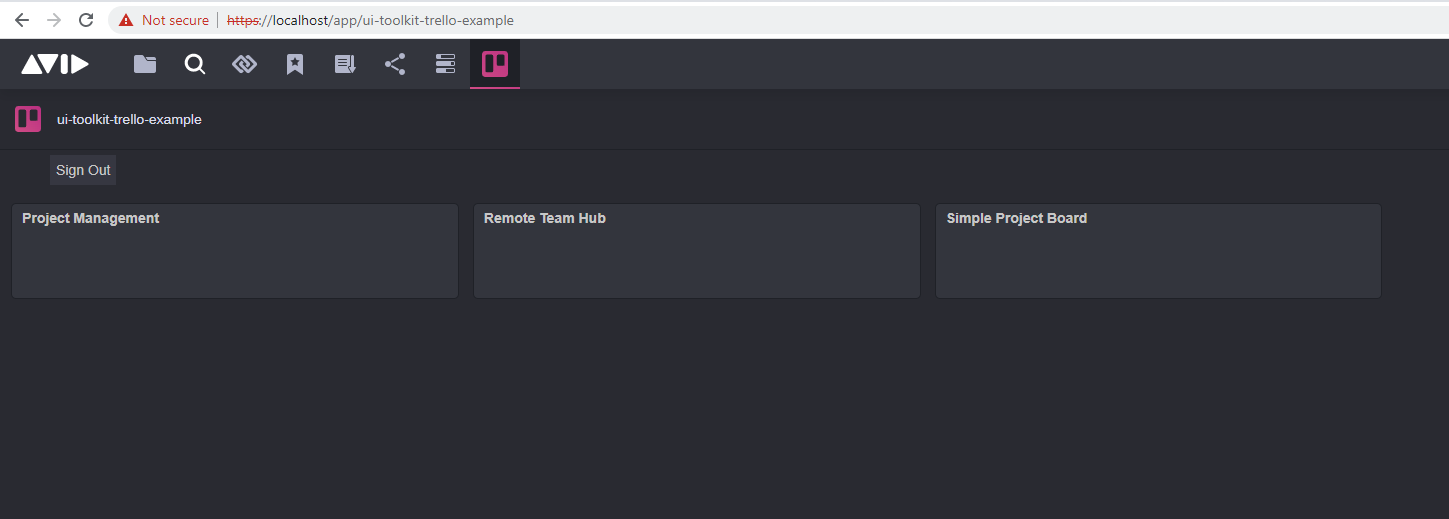 Not secure https://localhost/app/ui-toolkit-trello-example
AVID
ui-toolkit-trello-example
Sign Out
Project Management
Remote Team Hub
Simple Project Board